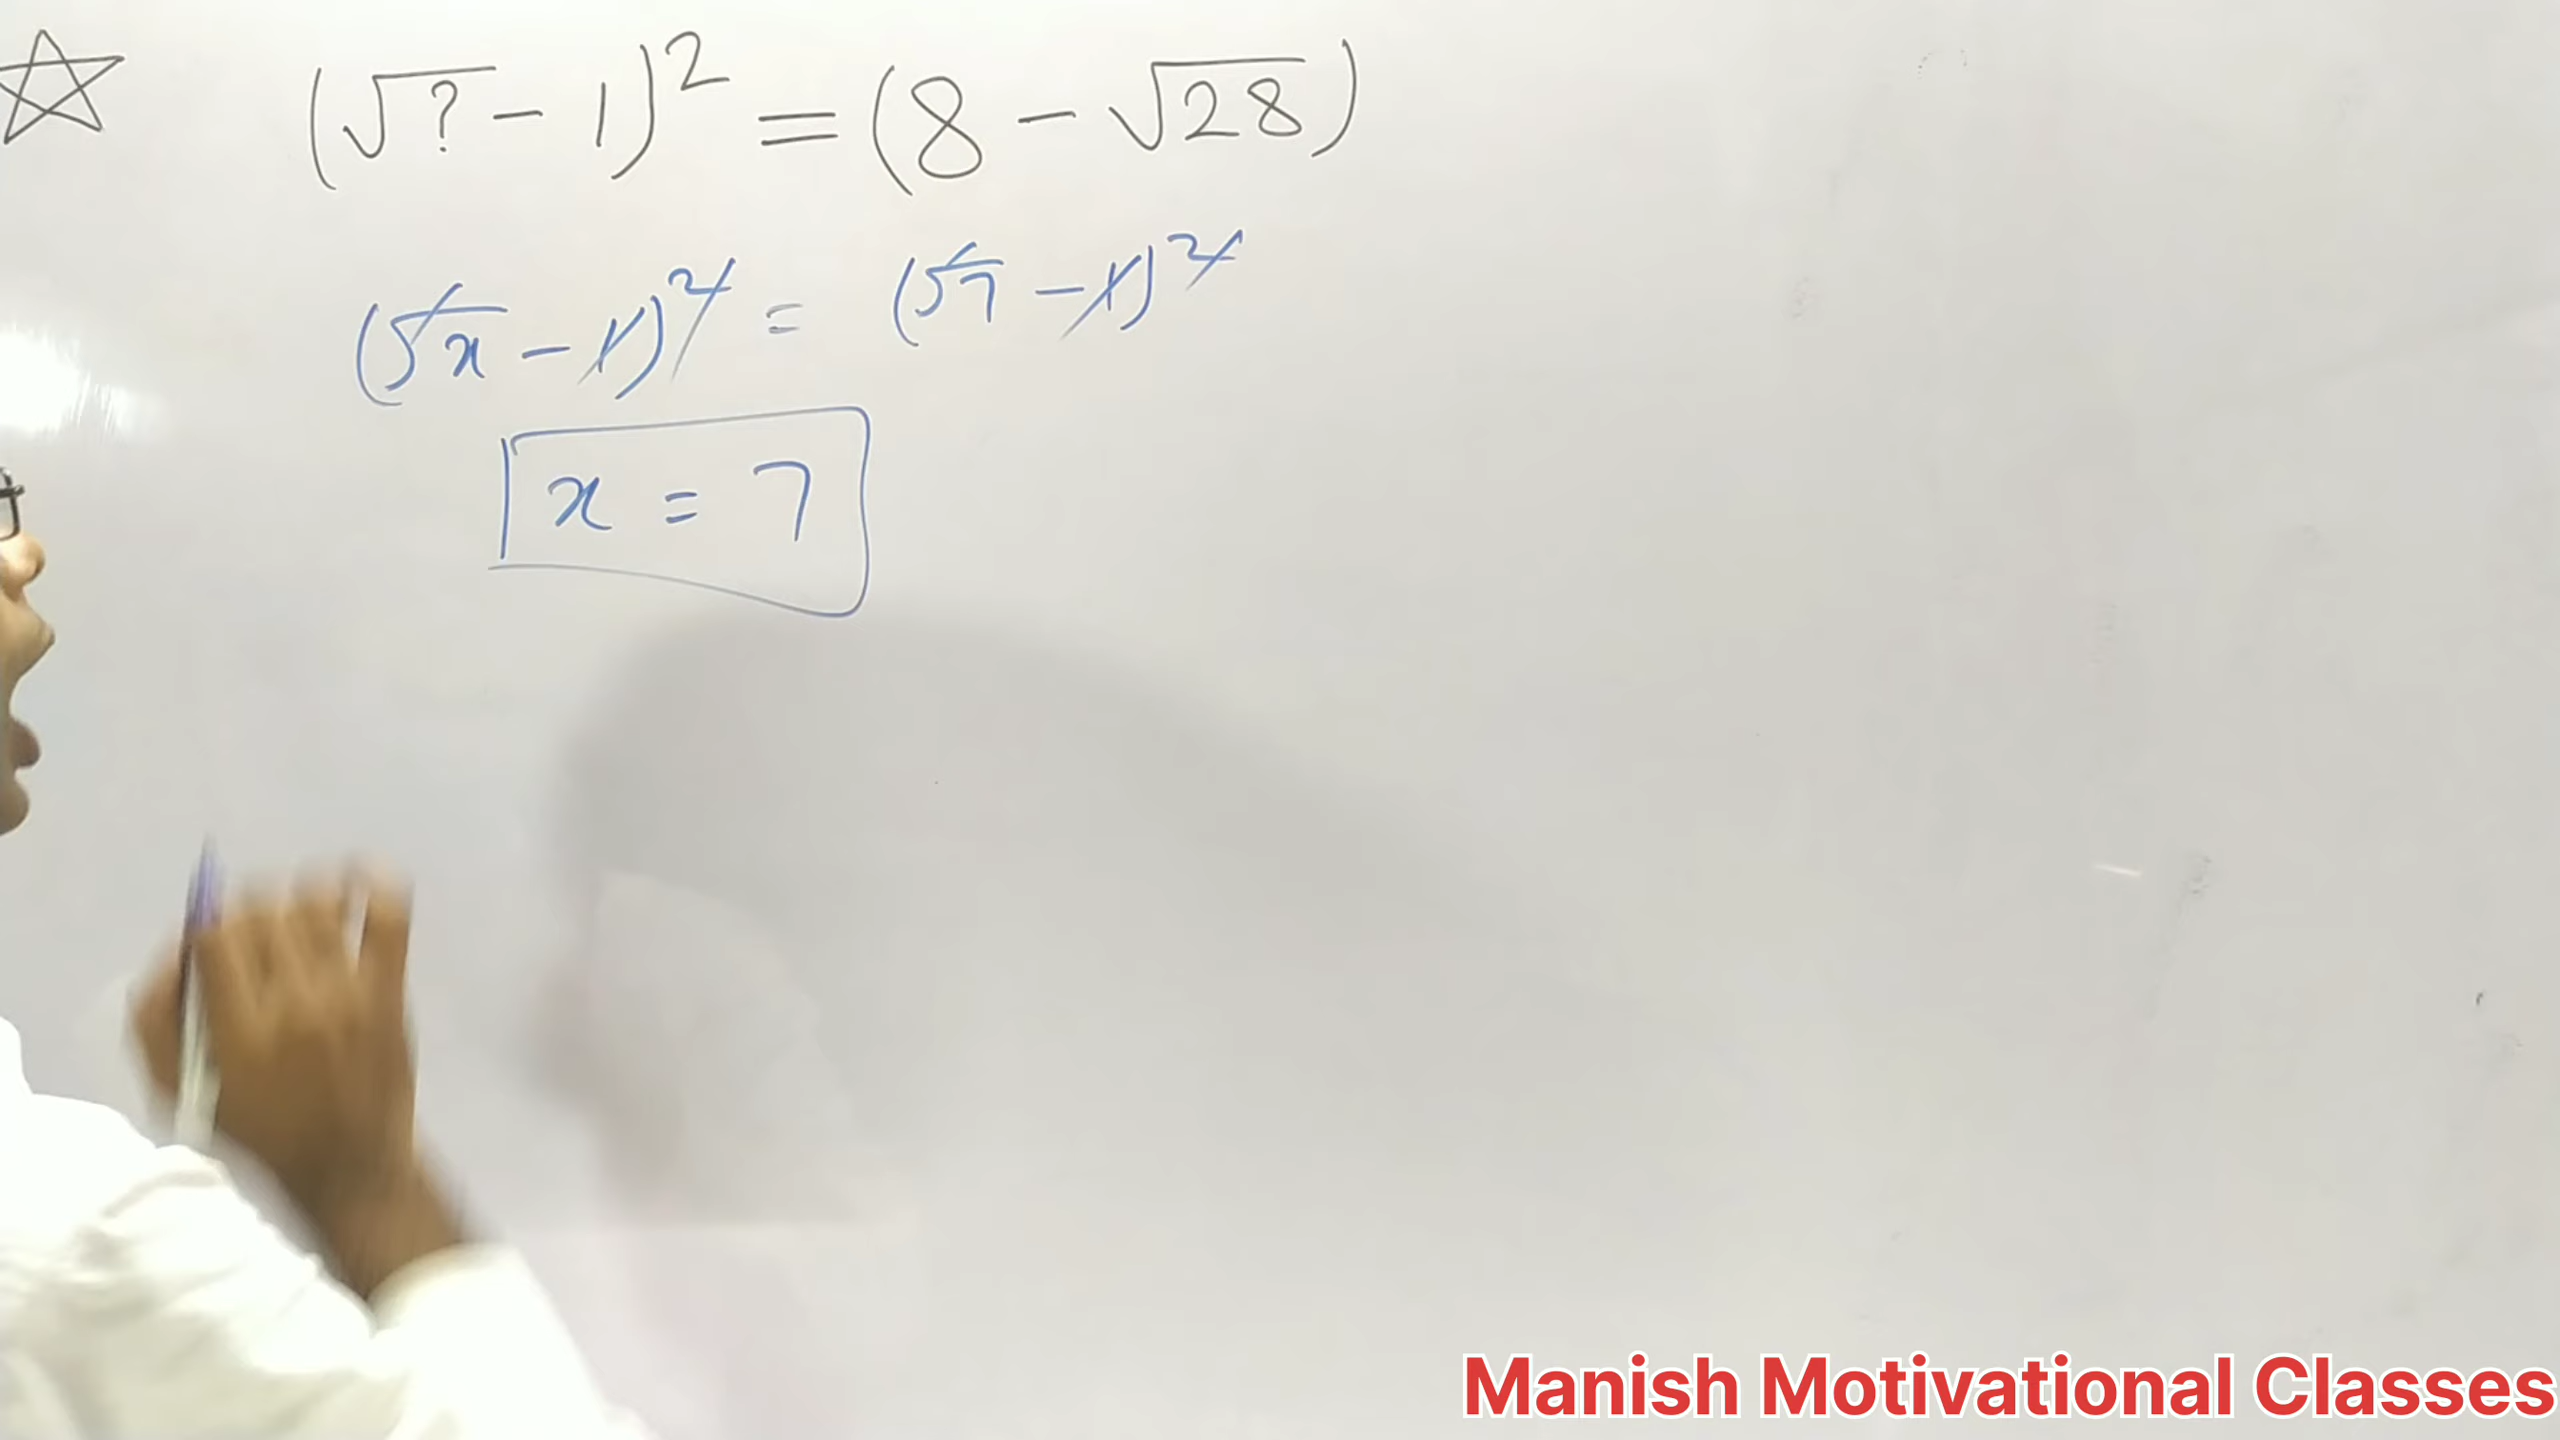 (√? - 1)² = (8 - √28)
(√x - 1)² = (√7 - 1)²
x = 7
Manish Motivational Classes